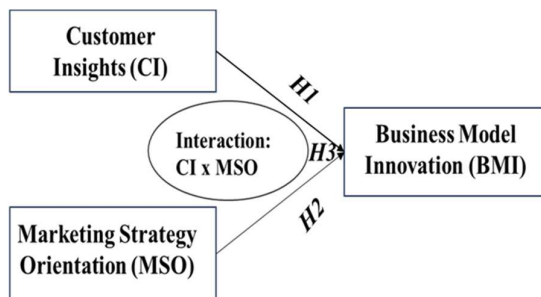 Customer
Insights (CI)
H1
Interaction:
CI x MSO
H3
Business Model
Innovation (BMI)
H2
Marketing Strategy
Orientation (MSO)